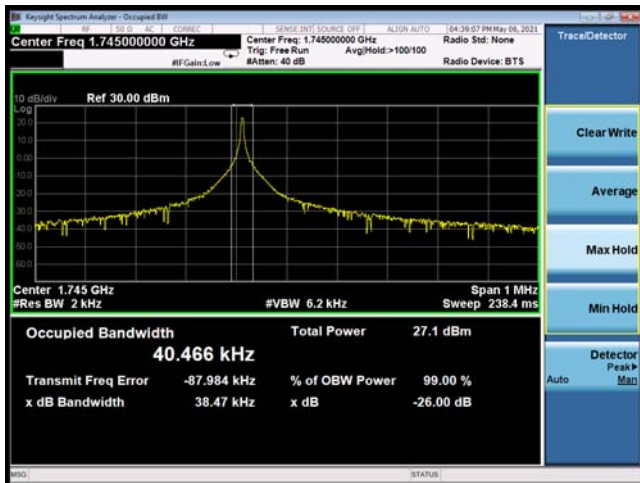 Keysight Spectrum Analyzer - Occupied BW
RF 50 Ω AC CORREC SENSE:INT SOURCE OFF ALIGN AUTO 04:39:07 PM May 06, 2021
Center Freq 1.745000000 GHz
Center Freq: 1.745000000 GHz
Radio Std: None
Trig: Free Run Avg|Hold:>100/100
#IFGain:Low #Atten: 40 dB Radio Device: BTS
Trace/Detector
10 dB/div Ref 30.00 dBm
Log
20.0
10.0
0.00
-10.0
-20.0
-30.0
-40.0
-50.0
-60.0
Center 1.745 GHz Span 1 MHz
#Res BW 2 kHz #VBW 6.2 kHz Sweep 238.4 ms
Occupied Bandwidth Total Power 27.1 dBm
40.466 kHz
Transmit Freq Error -87.984 kHz % of OBW Power 99.00 %
x dB Bandwidth 38.47 kHz x dB -26.00 dB
Clear Write
Average
Max Hold
Min Hold
Detector
Peak▶
Auto Man
MSG STATUS